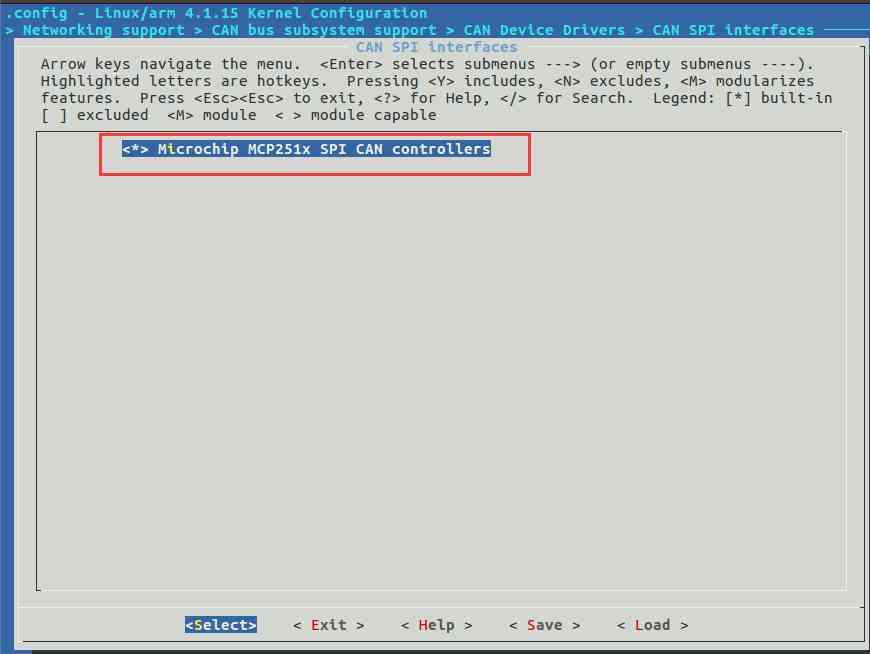 .config - Linux/arm 4.1.15 Kernel Configuration
> Networking support > CAN bus subsystem support > CAN Device Drivers > CAN SPI interfaces
CAN SPI interfaces
Arrow keys navigate the menu.  <Enter> selects submenus ---> (or empty submenus ----).
Highlighted letters are hotkeys.  Pressing <Y> includes, <N> excludes, <M> modularizes
features.  Press <Esc><Esc> to exit, <?> for Help, </> for Search.  Legend: [*] built-in
[ ] excluded  <M> module  < > module capable
<*> Microchip MCP251x SPI CAN controllers
<Select>    < Exit >    < Help >    < Save >    < Load >